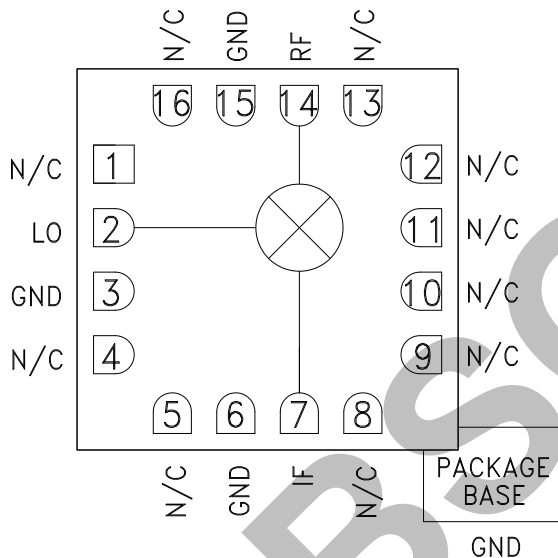 N/C GND RF N/C
16 15 14 13
N/C 1 12 N/C
LO 2 11 N/C
GND 3 10 N/C
N/C 4 9 N/C
5 6 7 8
N/C GND IF N/C
PACKAGE
BASE
GND
BSO